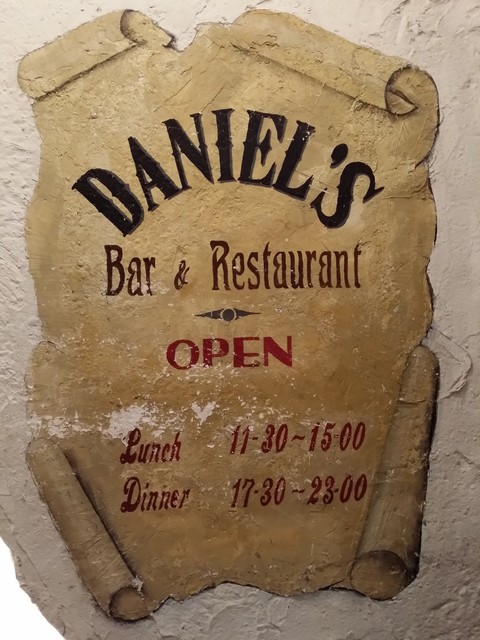 DANIEL'S
Bar & Restaurant
OPEN
Lunch 11-30~15-00
Dinner 17-30~23-00